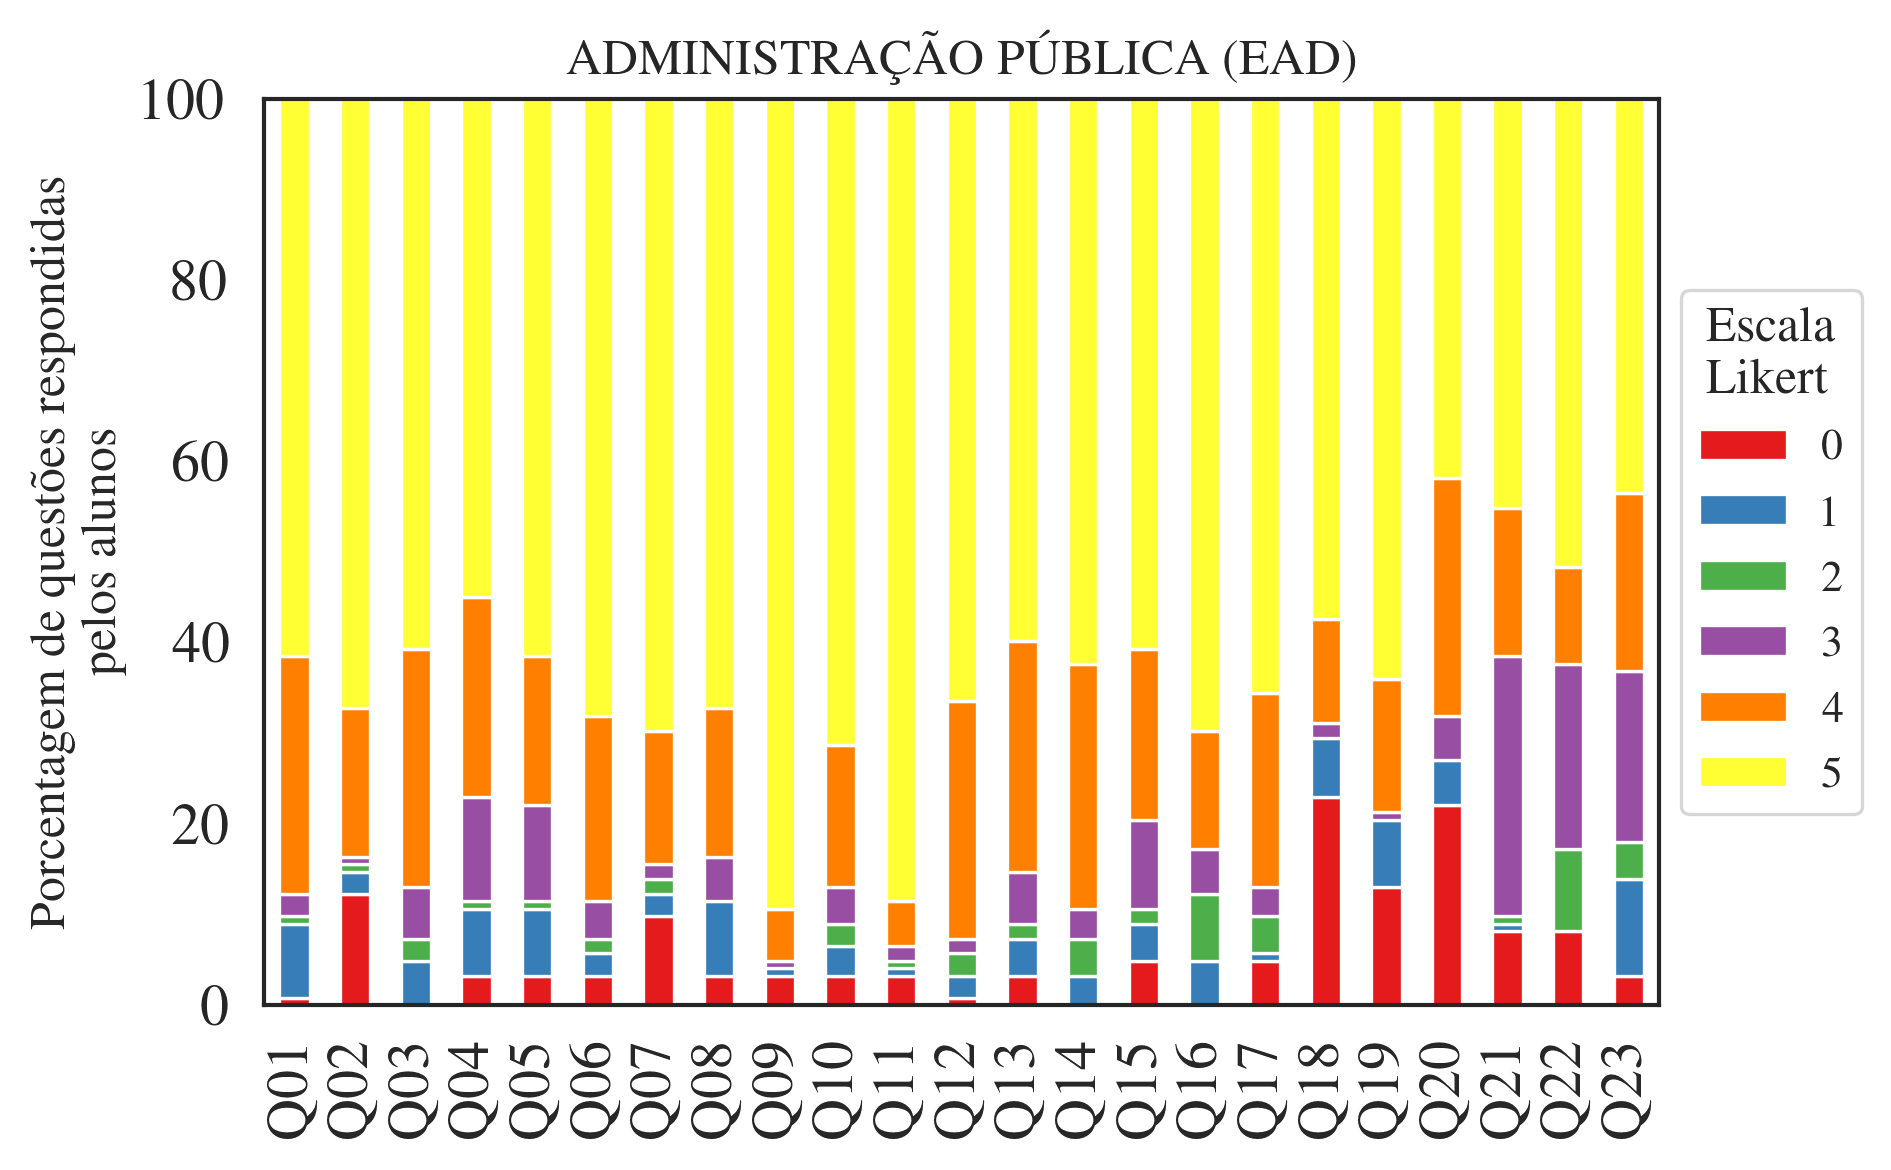 ADMINISTRAÇÃO PÚBLICA (EAD)
Porcentagem de questões respondidas
pelos alunos
100
80
60
40
20
0
Q01
Q02
Q03
Q04
Q05
Q06
Q07
Q08
Q09
Q10
Q11
Q12
Q13
Q14
Q15
Q16
Q17
Q18
Q19
Q20
Q21
Q22
Q23
Escala
Likert
0
1
2
3
4
5